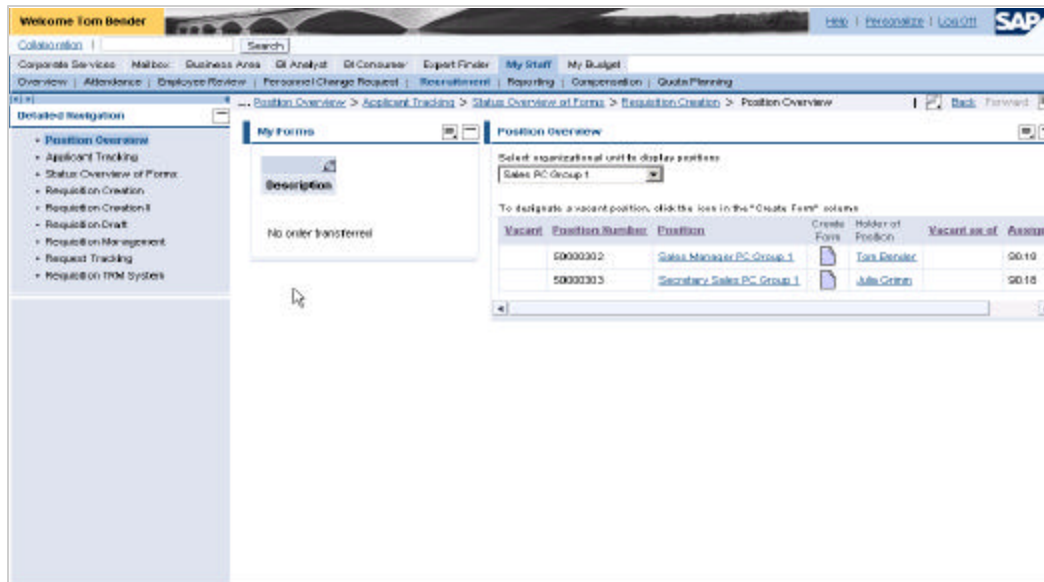 Welcome Tom Bender
Help | Personalize | Log Off
SAP
Collaboration |
Search
Corporate Services Mailbox Business Area BI Analyst BI Consumer Expert Finder My Staff My Budget
Overview | Attendance | Employee Review | Personnel Change Request | Recruitment | Reporting | Compensation | Quota Planning
... Position Overview > Applicant Tracking > Status Overview of Forms > Requisition Creation > Position Overview
Back Forward
Detailed Navigation
Position Overview
Applicant Tracking
Status Overview of Forms
Requisition Creation
Requisition Creation II
Requisition Draft
Requisition Management
Request Tracking
Requisition TRM System
My Forms
Description
No order transferred
Position Overview
Select organizational unit to display positions
Sales PC Group 1
To designate a vacant position, click the icon in the "Create Form" column
Vacant Position Number Position Create Form Holder of Position Vacant as of
50000302 Sales Manager PC Group 1 Tom Bender
50000303 Secretary Sales PC Group 1 Julia Grimm